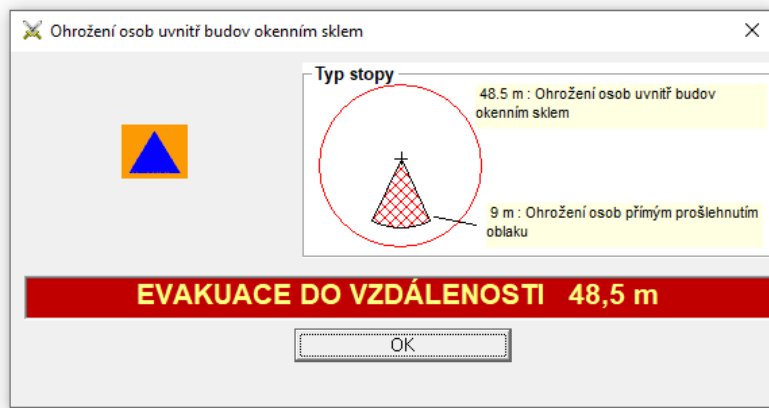 Ohrožení osob uvnitř budov okenním sklem
Typ stopy
48.5 m : Ohrožení osob uvnitř budov
okenním sklem
9 m : Ohrožení osob přímým prošlehnutím
oblaku
EVAKUACE DO VZDÁLENOSTI 48,5 m
OK